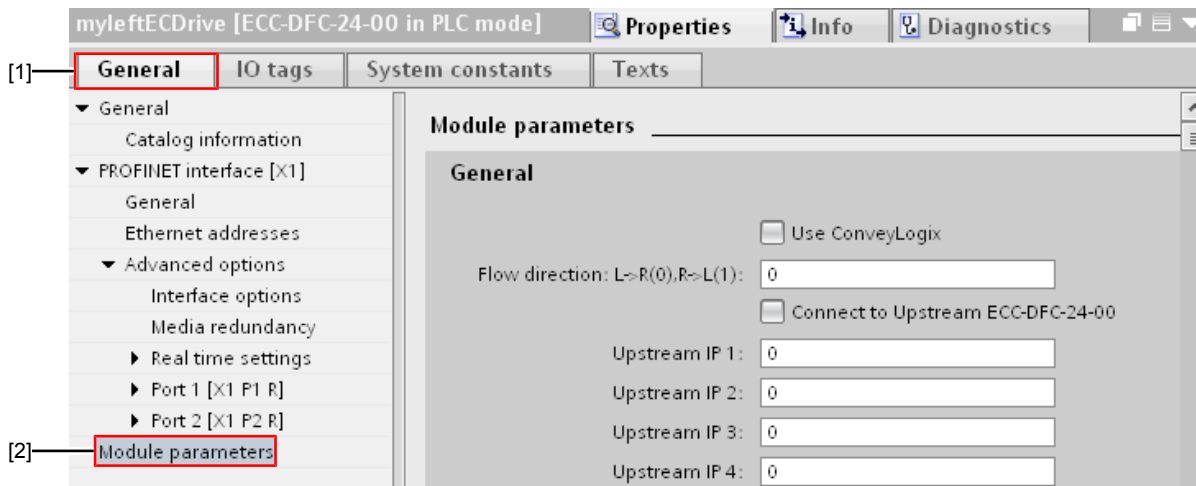 myleftECDrive [ECC-DFC-24-00 in PLC mode] Properties Info Diagnostics
[1] General IO tags System constants Texts
General
Catalog information
PROFINET interface [X1]
General
Ethernet addresses
Advanced options
Interface options
Media redundancy
Real time settings
Port 1 [X1 P1 R]
Port 2 [X1 P2 R]
[2] Module parameters
Module parameters
General
Use ConveyLogix
Flow direction: L->R(0),R->L(1): 0
Connect to Upstream ECC-DFC-24-00
Upstream IP 1: 0
Upstream IP 2: 0
Upstream IP 3: 0
Upstream IP 4: 0